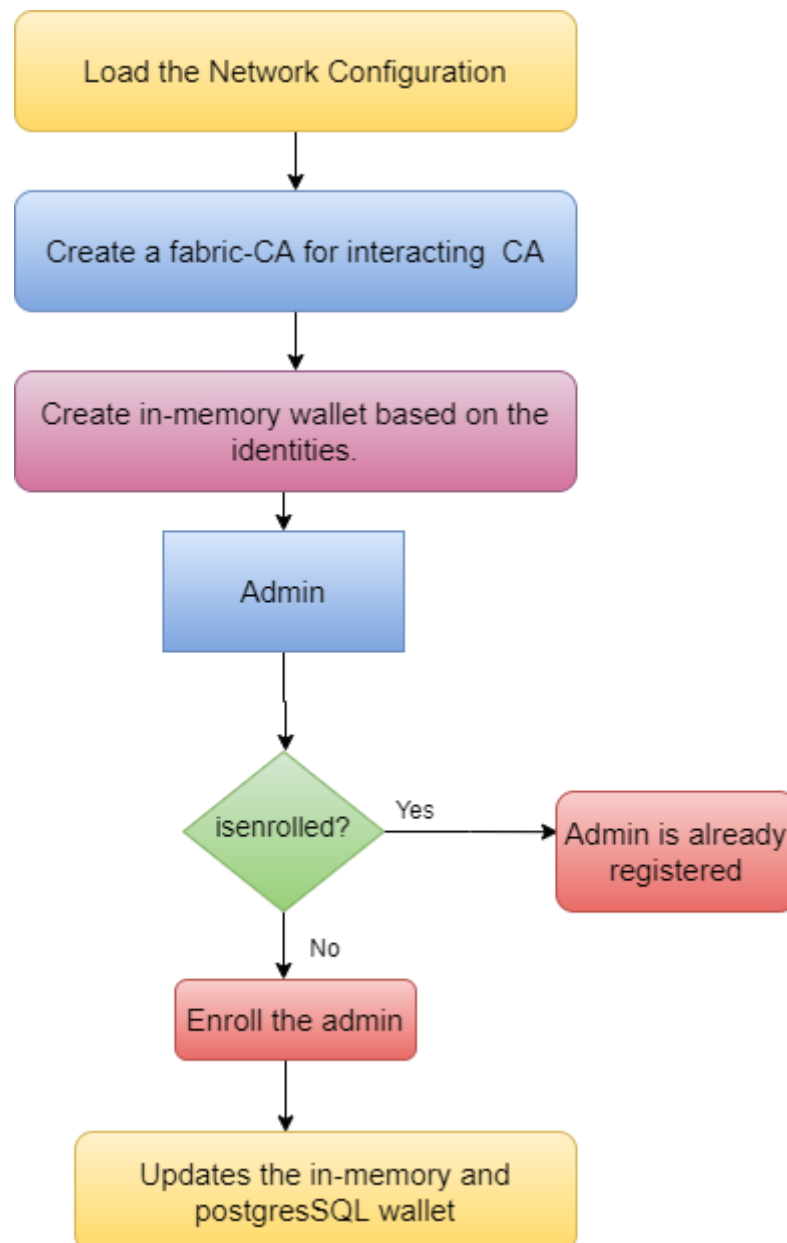 Load the Network Configuration
Create a fabric-CA for interacting  CA
Create in-memory wallet based on the
identities.
Admin
isenrolled?
Yes
Admin is already
registered
No
Enroll the admin
Updates the in-memory and
postgresSQL wallet